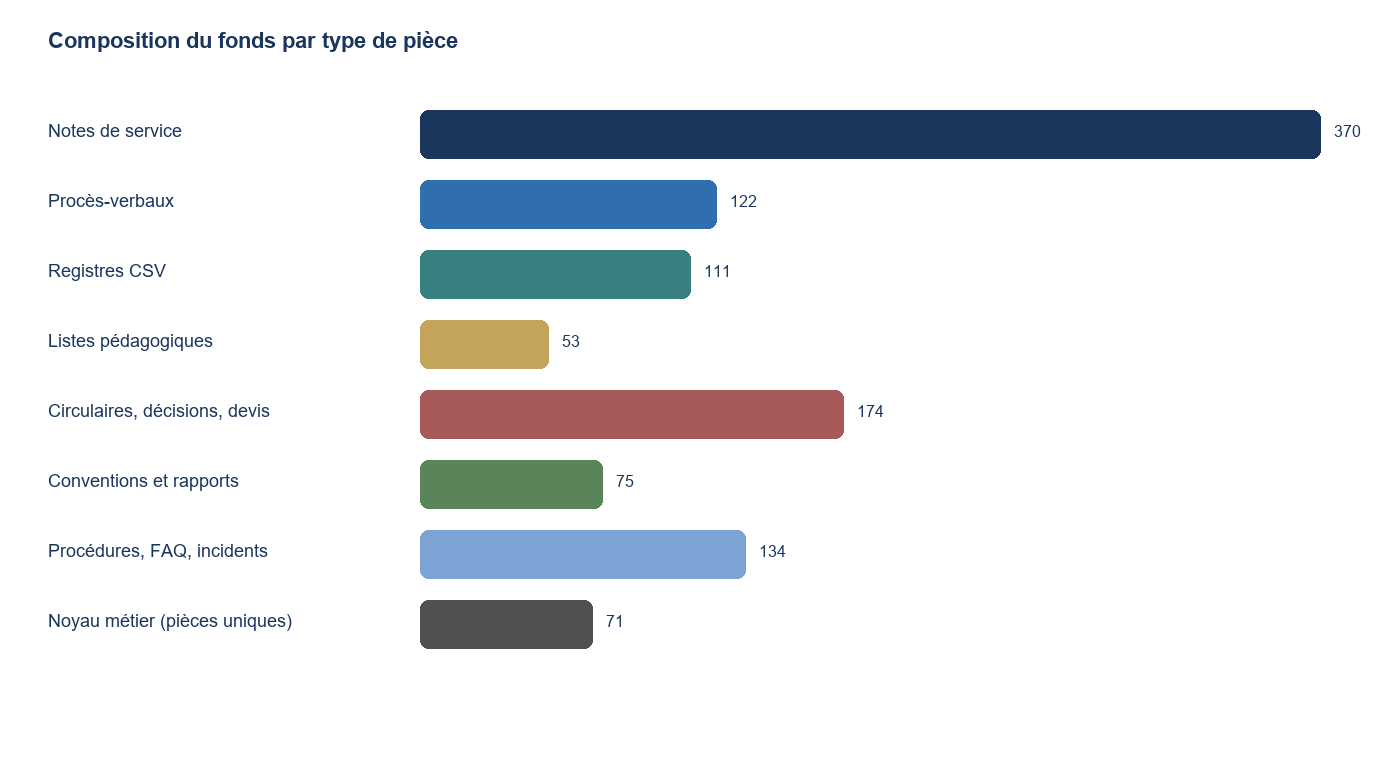 Composition du fonds par type de pièce
Notes de service 370
Procès-verbaux 122
Registres CSV 111
Listes pédagogiques 53
Circulaires, décisions, devis 174
Conventions et rapports 75
Procédures, FAQ, incidents 134
Noyau métier (pièces uniques) 71